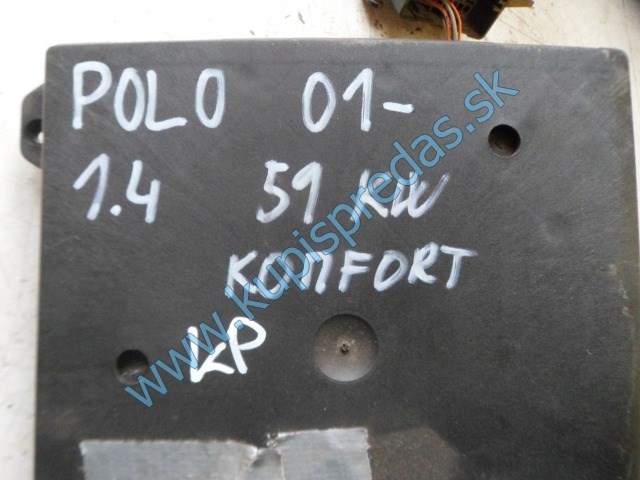 POLO 01-
1.4 59 KW
KOMFORT
KP
www.kupispredas.sk